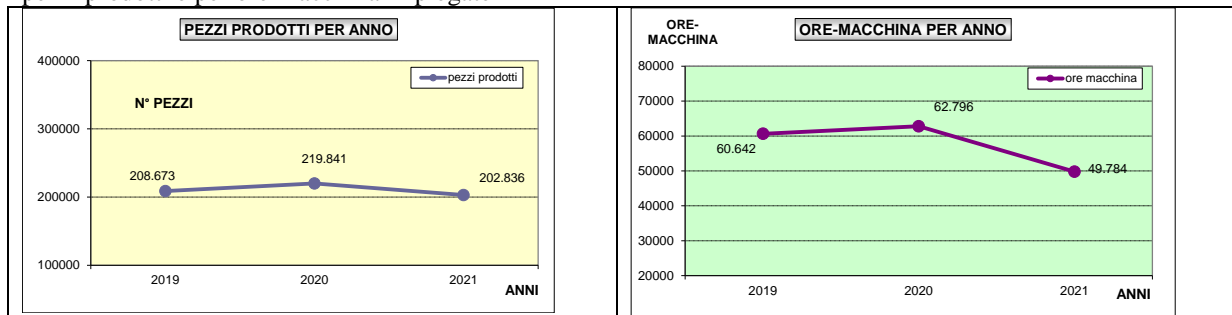 PEZZI PRODOTTI PER ANNO
400000
pezzi prodotti
N° PEZZI
300000
219.841
208.673
202.836
200000
100000
2019
2020
2021
ANNI
ORE-
MACCHINA
ORE-MACCHINA PER ANNO
80000
ore macchina
70000
62.796
60000
60.642
50000
49.784
40000
30000
20000
2019
2020
2021
ANNI